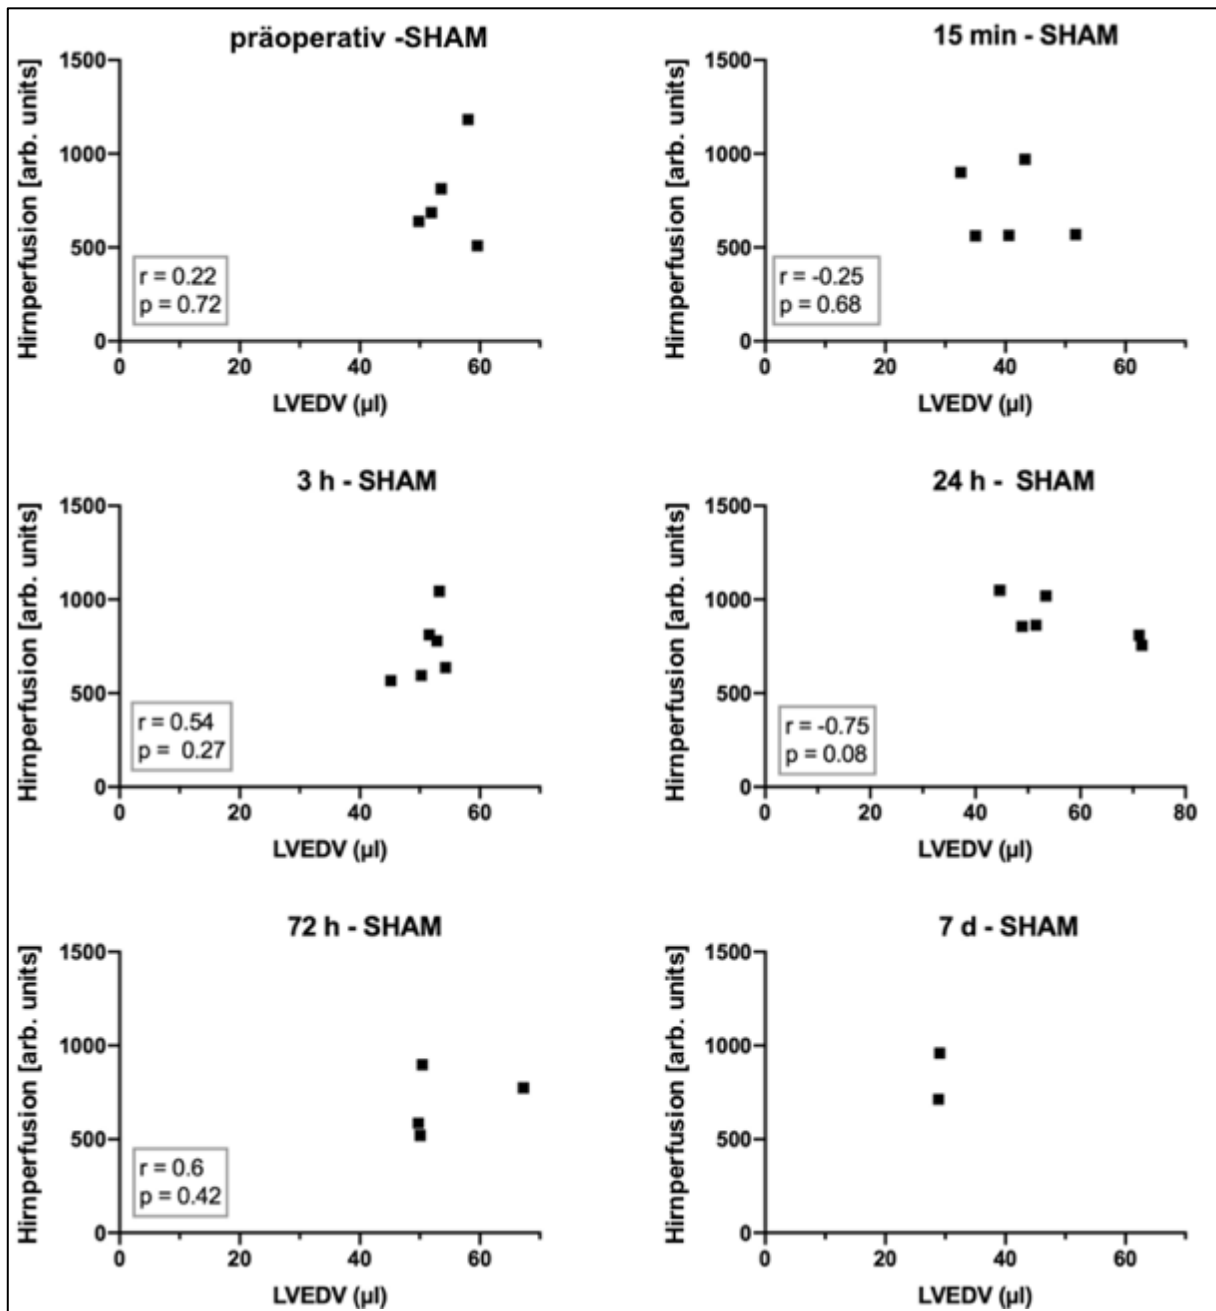 präoperativ -SHAM
Hirnperfusion [arb. units]
1500
1000
500
0
r = 0.22
p = 0.72
0 20 40 60
LVEDV (µl)
15 min - SHAM
Hirnperfusion [arb. units]
1500
1000
500
0
r = -0.25
p = 0.68
0 20 40 60
LVEDV (µl)
3 h - SHAM
Hirnperfusion [arb. units]
1500
1000
500
0
r = 0.54
p =  0.27
0 20 40 60
LVEDV (µl)
24 h -  SHAM
Hirnperfusion [arb. units]
1500
1000
500
0
r = -0.75
p = 0.08
0 20 40 60 80
LVEDV (µl)
72 h - SHAM
Hirnperfusion [arb. units]
1500
1000
500
0
r = 0.6
p = 0.42
0 20 40 60
LVEDV (µl)
7 d - SHAM
Hirnperfusion [arb. units]
1500
1000
500
0
0 20 40 60
LVEDV (µl)